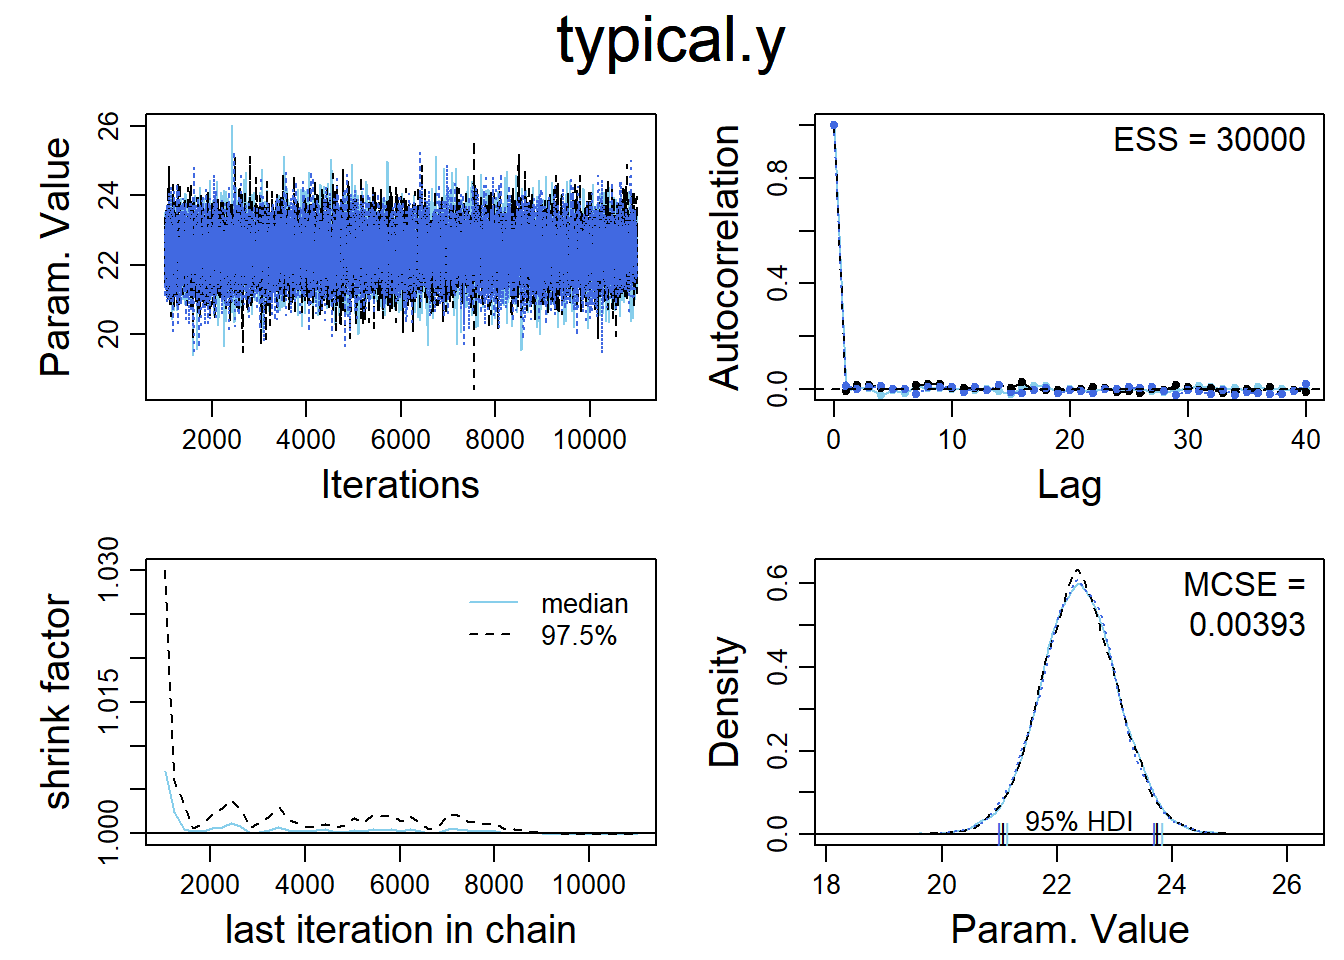 typical.y
Param. Value
26
24
22
20
2000 4000 6000 8000 10000
Iterations
Autocorrelation
0.8
0.4
0.0
ESS = 30000
0 10 20 30 40
Lag
shrink factor
1.030
1.015
1.000
median
97.5%
2000 4000 6000 8000 10000
last iteration in chain
Density
0.6
0.4
0.2
0.0
MCSE =
0.00393
95% HDI
18 20 22 24 26
Param. Value